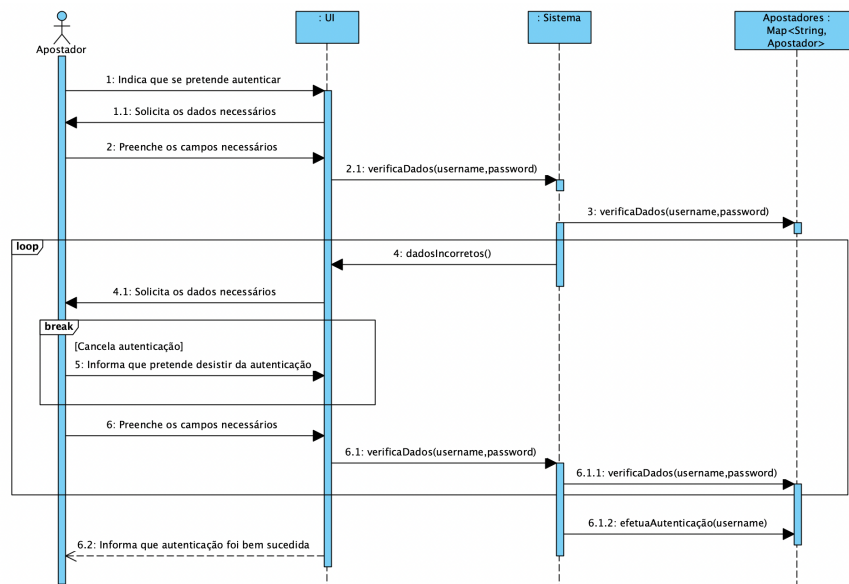 Apostador
: UI
: Sistema
Apostadores :
Map<String,
Apostador>
1: Indica que se pretende autenticar
1.1: Solicita os dados necessários
2: Preenche os campos necessários
2.1: verificaDados(username,password)
3: verificaDados(username,password)
loop
4: dadosIncorretos()
4.1: Solicita os dados necessários
break
[Cancela autenticação]
5: Informa que pretende desistir da autenticação
6: Preenche os campos necessários
6.1: verificaDados(username,password)
6.1.1: verificaDados(username,password)
6.1.2: efetuaAutenticação(username)
6.2: Informa que autenticação foi bem sucedida